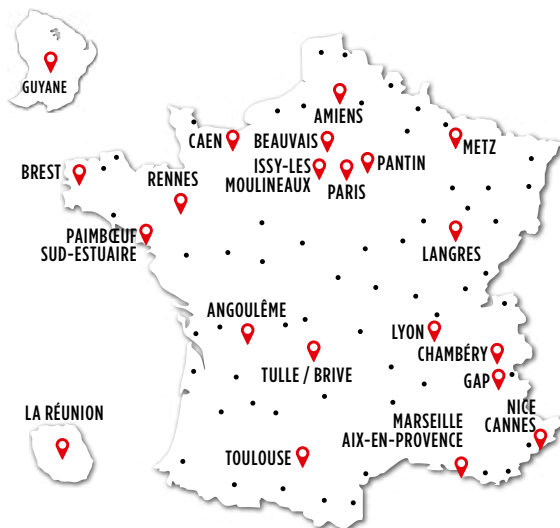 GUYANE
AMIENS
CAEN
BEAUVAIS
METZ
BREST
RENNES
ISSY-LES
MOULINEAUX
PARIS
PANTIN
PAIMBŒUF
SUD-ESTUAIRE
LANGRES
ANGOULÊME
LYON
CHAMBÉRY
TULLE / BRIVE
GAP
LA RÉUNION
NICE
CANNES
MARSEILLE
AIX-EN-PROVENCE
TOULOUSE